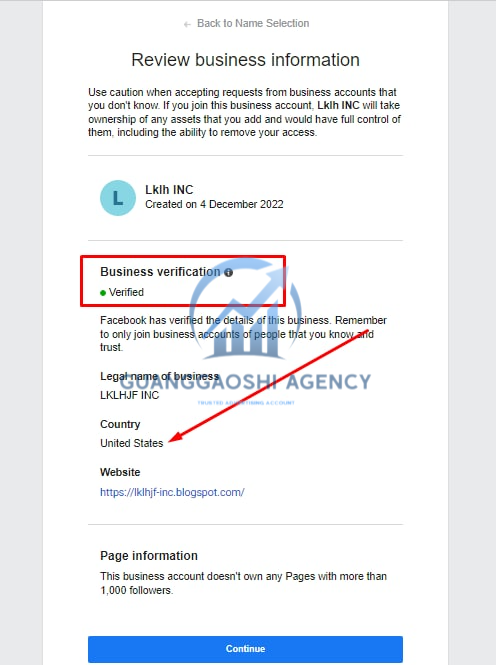 ← Back to Name Selection
Review business information
Use caution when accepting requests from business accounts that
you don't know. If you join this business account, Lklh INC will take
ownership of any assets that you add and would have full control of
them, including the ability to remove your access.
L
Lklh INC
Created on 4 December 2022
Business verification
Verified
Facebook has verified the details of this business. Remember
to only join business accounts of people that you know and
trust.
Legal name of business
GUANGGAOSHI AGENCY
LKLHJF INC
TRUSTED ADVERTISING ACCOUNT
Country
United States
Website
https://lklhjf-inc.blogspot.com/
Page information
This business account doesn't own any Pages with more than
1,000 followers.
Continue